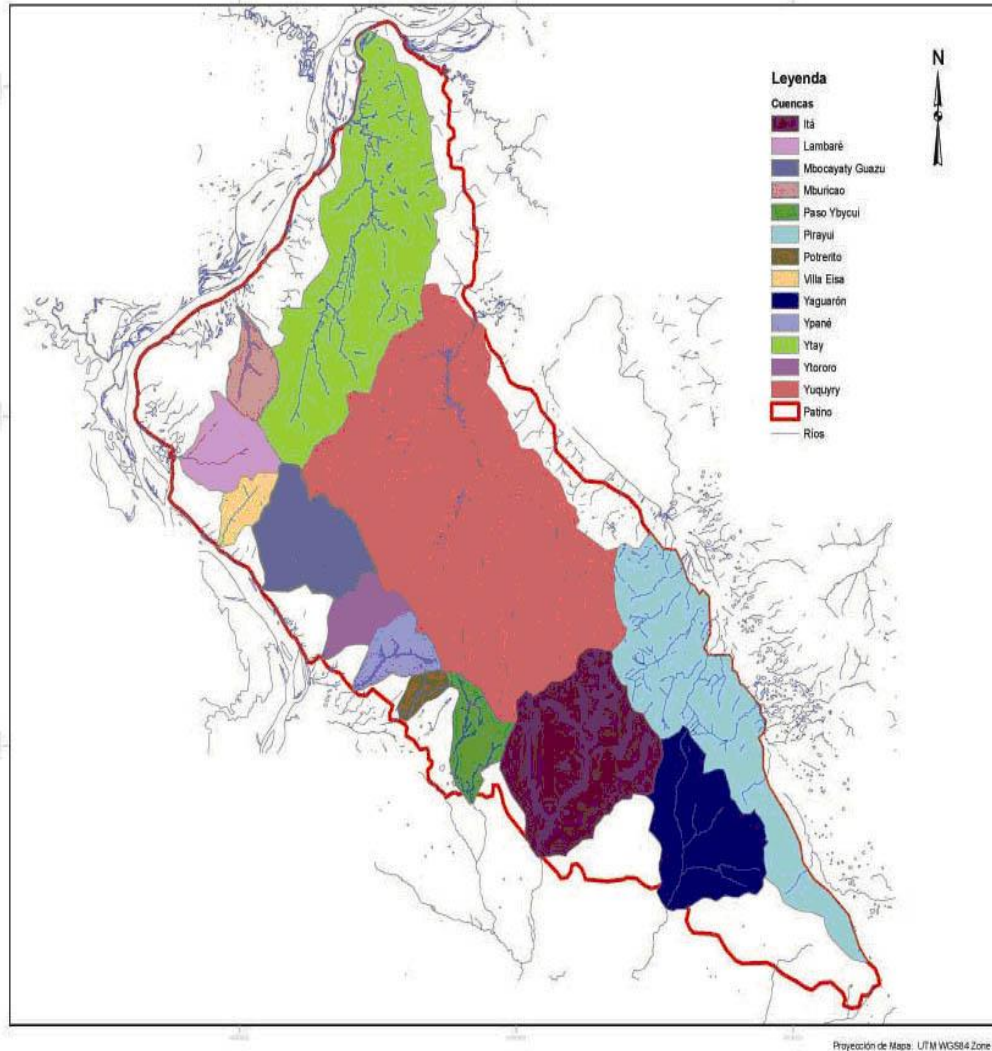 N
Leyenda
Cuencas
Itá
Lambaré
Mbocayaty Guazu
Mburicao
Paso Ybycui
Pirayui
Potrerito
Villa Elsa
Yaguarón
Ypané
Ytay
Ytororo
Yuquyry
Patino
Ríos
Proyección de Mapa: UTM WGS84 Zone